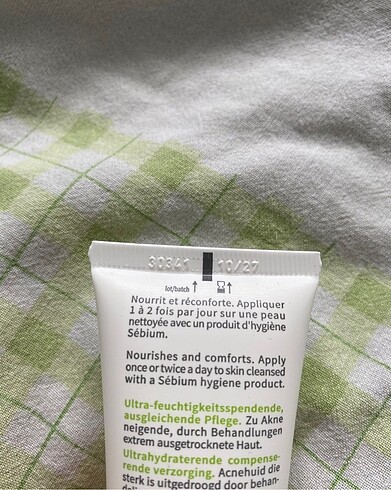 30341 10/27
lot/batch
Nourrit et réconforte. Appliquer
1 à 2 fois par jour sur une peau
nettoyée avec un produit d'hygiène
Sébium.
Nourishes and comforts. Apply
once or twice a day to skin cleansed
with a Sébium hygiene product.
Ultra-feuchtigkeitsspendende,
ausgleichende Pflege. Zu Akne
neigende, durch Behandlungen
extrem ausgetrocknete Haut.
Ultrahydraterende compense-
rende verzorging. Acnehuid die
sterk is uitgedroogd door behan-